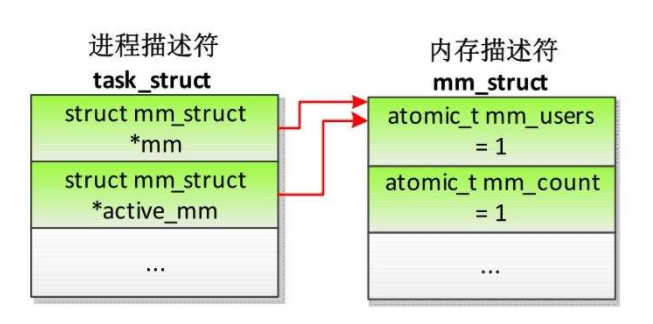 进程描述符
task_struct
struct mm_struct
*mm
struct mm_struct
*active_mm
...
内存描述符
mm_struct
atomic_t mm_users
= 1
atomic_t mm_count
= 1
...